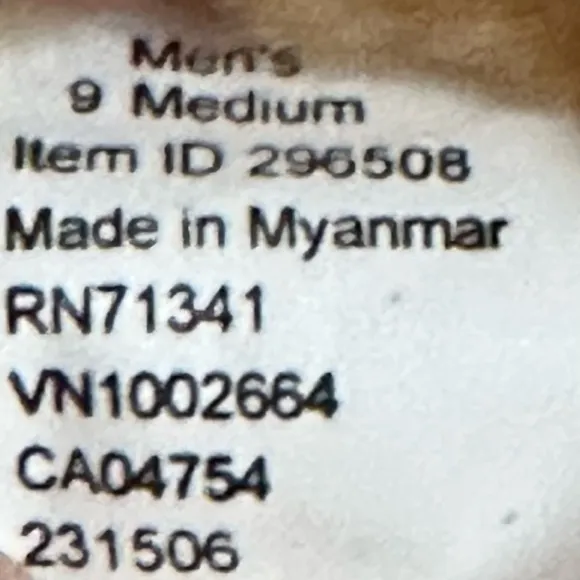 Men's
9 Medium
Item ID 296508
Made in Myanmar
RN71341
VN1002664
CA04754
231506